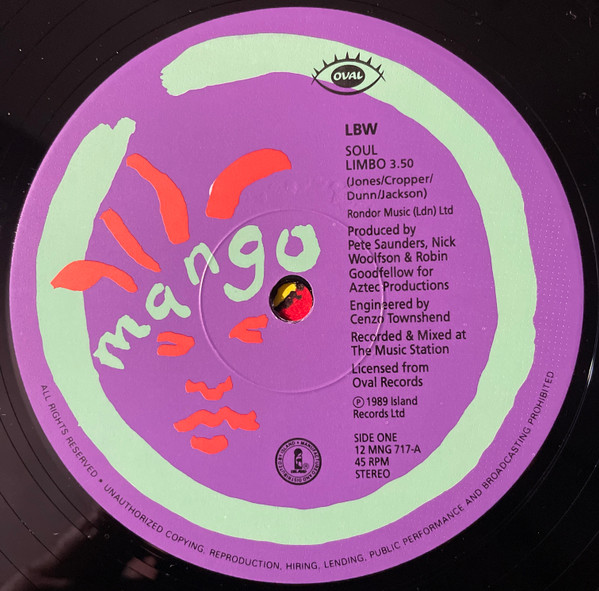 OVAL
LBW
SOUL
LIMBO 3.50
(Jones/Cropper/
Dunn/Jackson)
Rondor Music (Ldn) Ltd
Produced by
Pete Saunders, Nick
Woolfson & Robin
Goodfellow for
Aztec Productions
Engineered by
Cenzo Townshend
Recorded & Mixed at
The Music Station
Licensed from
Oval Records
℗ 1989 Island
Records Ltd
SIDE ONE
12 MNG 717-A
45 RPM
STEREO
mango
ALL RIGHTS RESERVED • UNAUTHORIZED COPYING, REPRODUCTION, HIRING, LENDING, PUBLIC PERFORMANCE AND BROADCASTING PROHIBITED